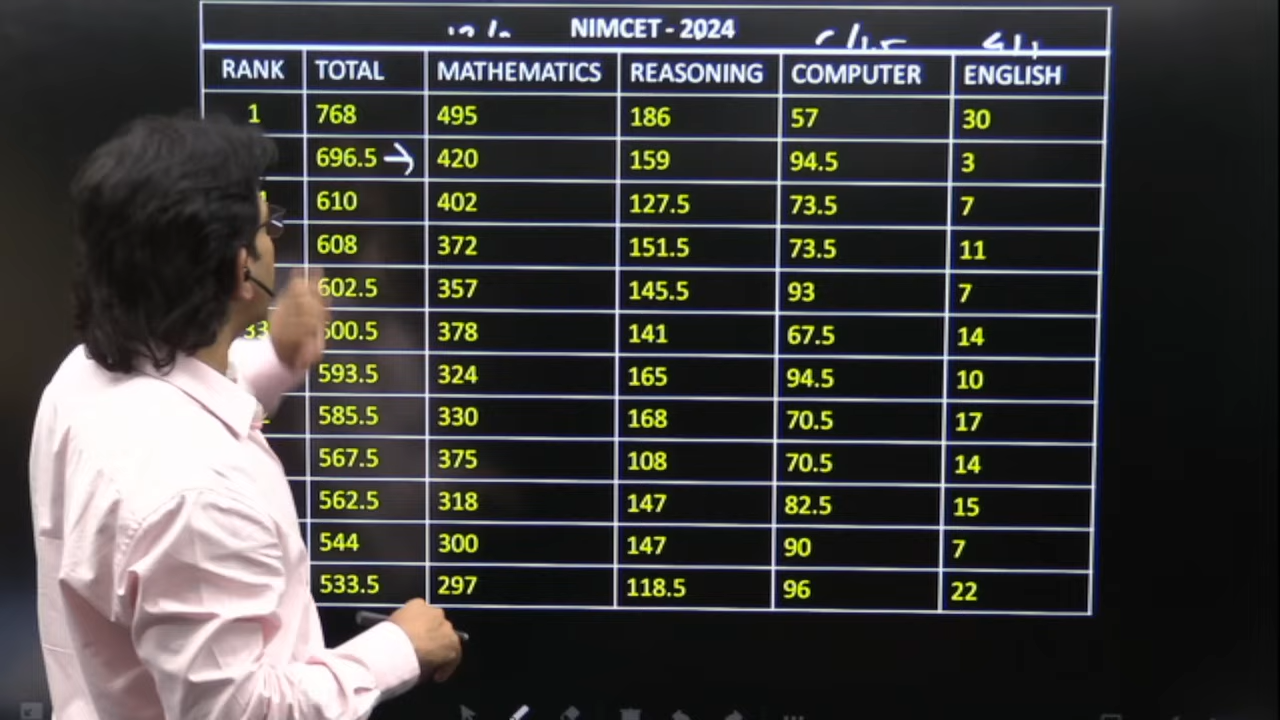 NIMCET - 2024
RANK TOTAL MATHEMATICS REASONING COMPUTER ENGLISH
1 768 495 186 57 30
696.5 → 420 159 94.5 3
610 402 127.5 73.5 7
608 372 151.5 73.5 11
602.5 357 145.5 93 7
33 600.5 378 141 67.5 14
593.5 324 165 94.5 10
585.5 330 168 70.5 17
567.5 375 108 70.5 14
562.5 318 147 82.5 15
544 300 147 90 7
533.5 297 118.5 96 22